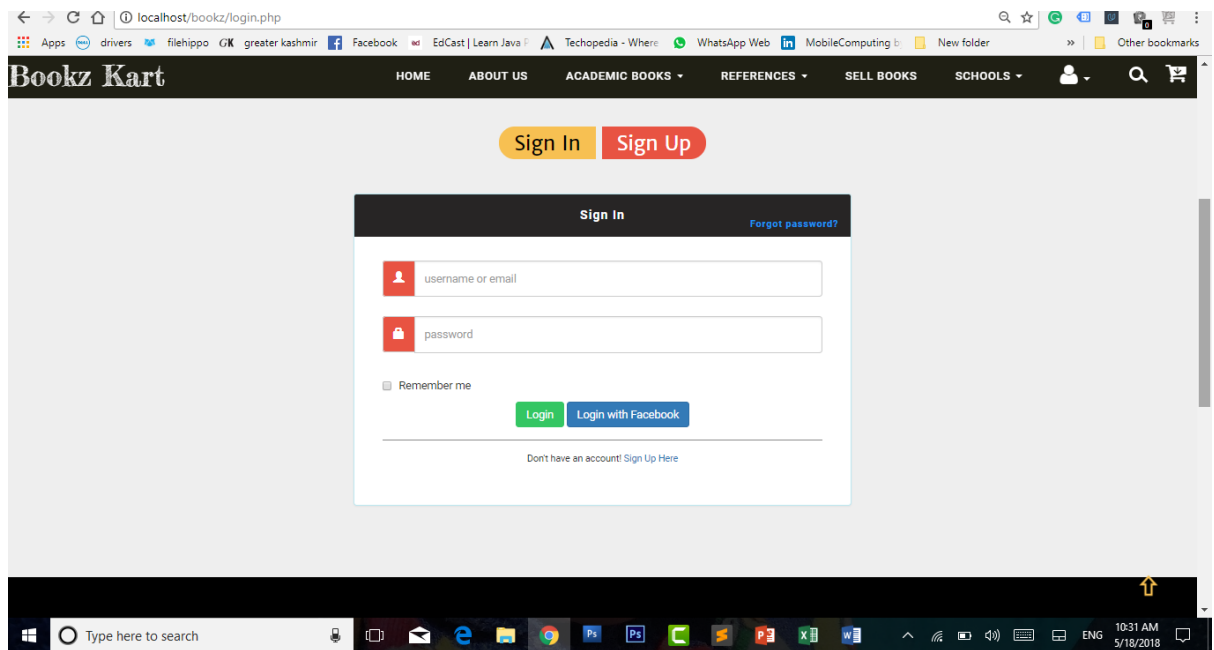 localhost/bookz/login.php
Apps drivers filehippo GK greater kashmir Facebook EdCast | Learn Java P Techopedia - Where WhatsApp Web MobileComputing b New folder » Other bookmarks
Bookz Kart HOME ABOUT US ACADEMIC BOOKS REFERENCES SELL BOOKS SCHOOLS
Sign In Sign Up
Sign In
Forgot password?
username or email
password
Remember me
Login Login with Facebook
Don't have an account! Sign Up Here
Type here to search ENG 10:31 AM
5/18/2018